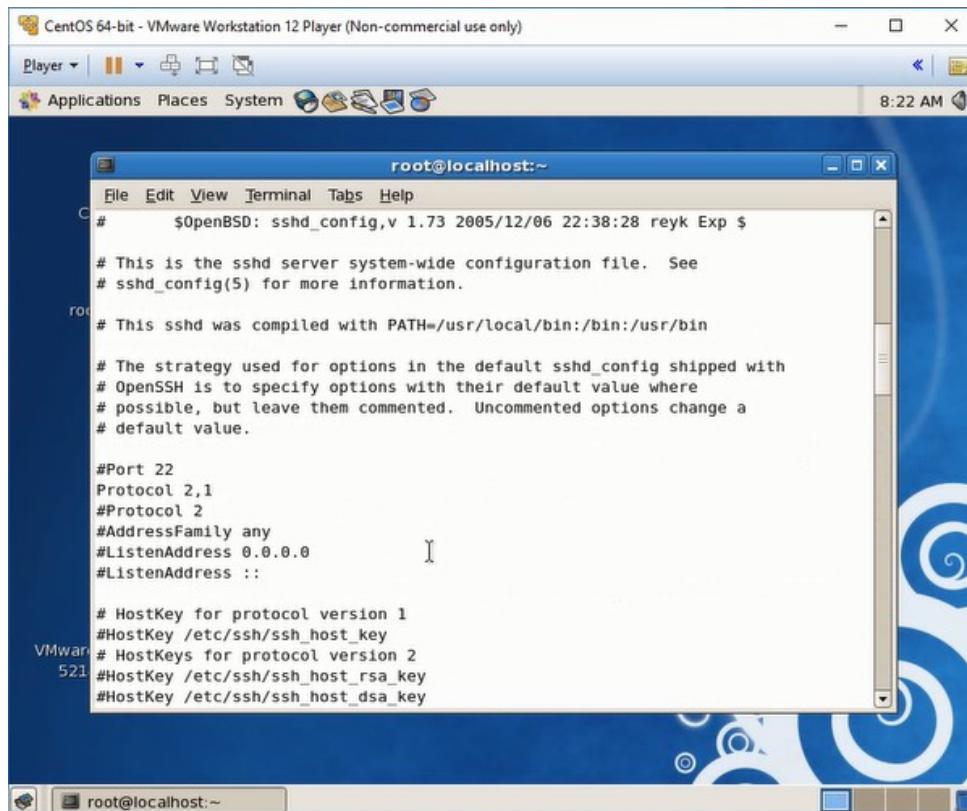 CentOS 64-bit - VMware Workstation 12 Player (Non-commercial use only)
Player
Applications Places System 8:22 AM
root@localhost:~
File Edit View Terminal Tabs Help
# $OpenBSD: sshd_config,v 1.73 2005/12/06 22:38:28 reyk Exp $
# This is the sshd server system-wide configuration file. See
# sshd_config(5) for more information.
# This sshd was compiled with PATH=/usr/local/bin:/bin:/usr/bin
# The strategy used for options in the default sshd_config shipped with
# OpenSSH is to specify options with their default value where
# possible, but leave them commented. Uncommented options change a
# default value.
#Port 22
Protocol 2,1
#Protocol 2
#AddressFamily any
#ListenAddress 0.0.0.0
#ListenAddress ::
# HostKey for protocol version 1
#HostKey /etc/ssh/ssh_host_key
# HostKeys for protocol version 2
#HostKey /etc/ssh/ssh_host_rsa_key
#HostKey /etc/ssh/ssh_host_dsa_key
C
roo
VMwar
521
root@localhost:~